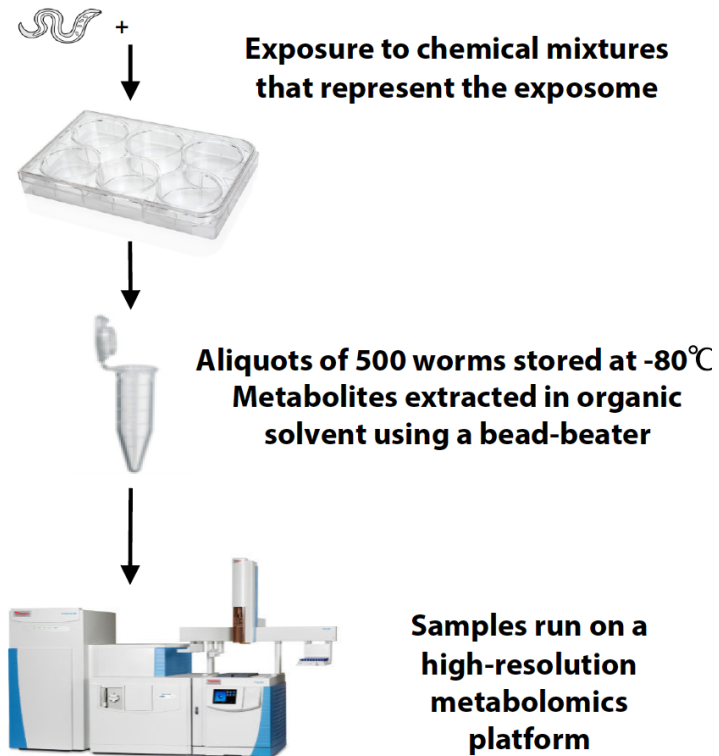 +
Exposure to chemical mixtures
that represent the exposome
Aliquots of 500 worms stored at -80℃
Metabolites extracted in organic
solvent using a bead-beater
Samples run on a
high-resolution
metabolomics
platform